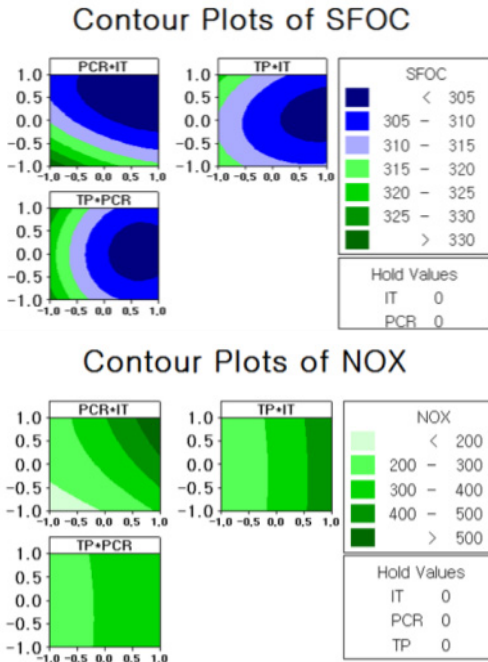 Contour Plots of SFOC
PCR*IT
1.0
0.5
0.0
-0.5
-1.0
-1.0 -0.5 0.0 0.5 1.0
TP*IT
1.0
0.5
0.0
-0.5
-1.0
-1.0 -0.5 0.0 0.5 1.0
TP*PCR
1.0
0.5
0.0
-0.5
-1.0
-1.0 -0.5 0.0 0.5 1.0
SFOC
< 305
305 – 310
310 – 315
315 – 320
320 – 325
325 – 330
> 330
Hold Values
IT 0
PCR 0
Contour Plots of NOX
PCR*IT
1.0
0.5
0.0
-0.5
-1.0
-1.0 -0.5 0.0 0.5 1.0
TP*IT
1.0
0.5
0.0
-0.5
-1.0
-1.0 -0.5 0.0 0.5 1.0
TP*PCR
1.0
0.5
0.0
-0.5
-1.0
-1.0 -0.5 0.0 0.5 1.0
NOX
< 200
200 – 300
300 – 400
400 – 500
> 500
Hold Values
IT 0
PCR 0
TP 0